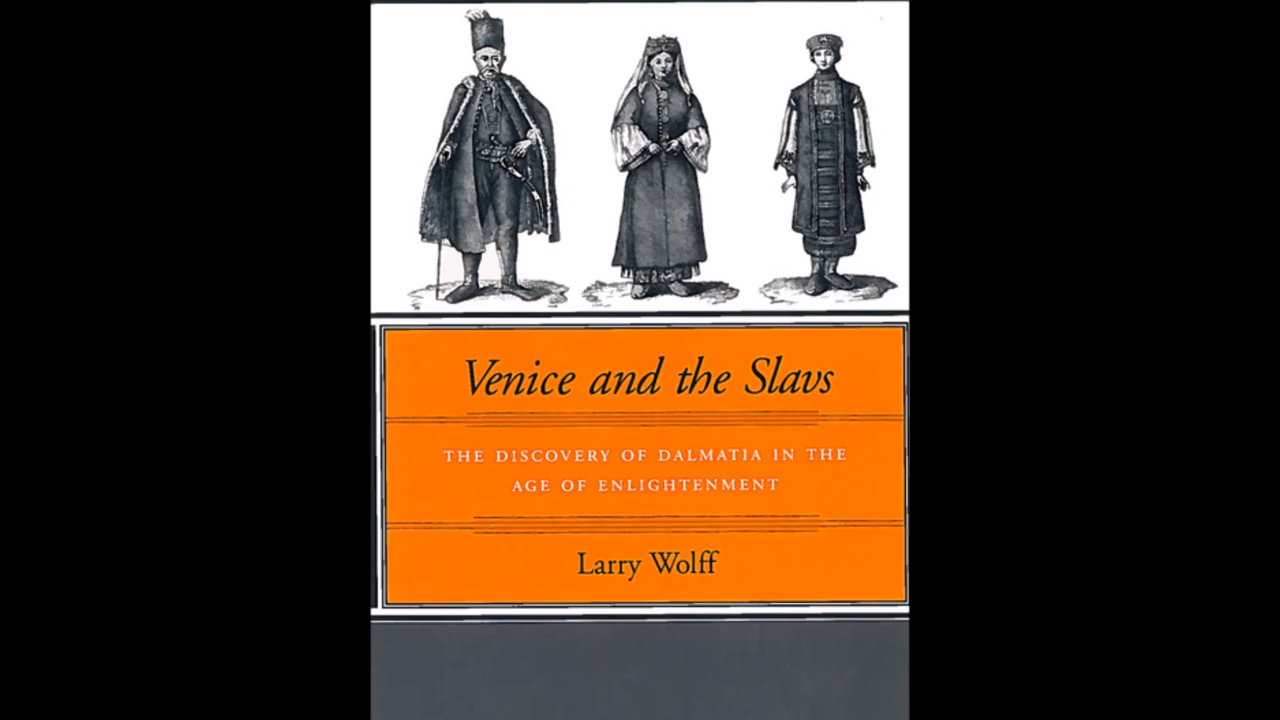 Venice and the Slavs
THE DISCOVERY OF DALMATIA IN THE
AGE OF ENLIGHTENMENT
Larry Wolff